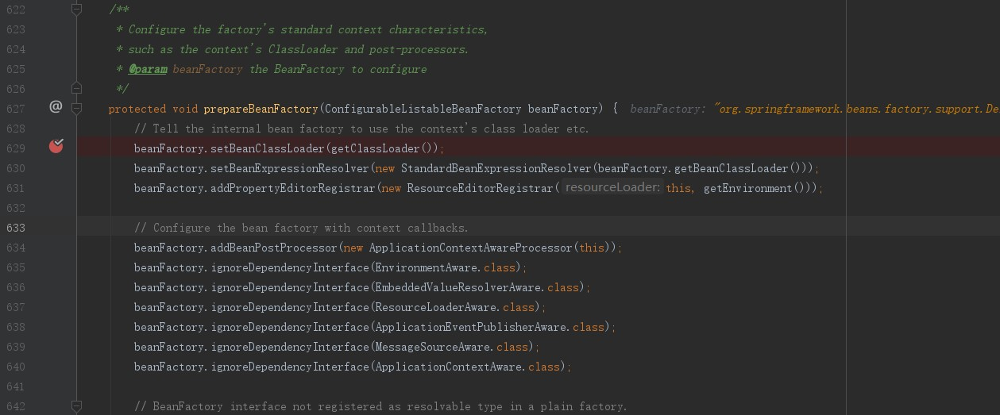 622 /**
623 * Configure the factory's standard context characteristics,
624 * such as the context's ClassLoader and post-processors.
625 * @param beanFactory the BeanFactory to configure
626 */
627 @ protected void prepareBeanFactory(ConfigurableListableBeanFactory beanFactory) { beanFactory: "org.springframework.beans.factory.support.De
628 // Tell the internal bean factory to use the context's class loader etc.
629 beanFactory.setBeanClassLoader(getClassLoader());
630 beanFactory.setBeanExpressionResolver(new StandardBeanExpressionResolver(beanFactory.getBeanClassLoader()));
631 beanFactory.addPropertyEditorRegistrar(new ResourceEditorRegistrar( resourceLoader: this, getEnvironment()));
632
633 // Configure the bean factory with context callbacks.
634 beanFactory.addBeanPostProcessor(new ApplicationContextAwareProcessor(this));
635 beanFactory.ignoreDependencyInterface(EnvironmentAware.class);
636 beanFactory.ignoreDependencyInterface(EmbeddedValueResolverAware.class);
637 beanFactory.ignoreDependencyInterface(ResourceLoaderAware.class);
638 beanFactory.ignoreDependencyInterface(ApplicationEventPublisherAware.class);
639 beanFactory.ignoreDependencyInterface(MessageSourceAware.class);
640 beanFactory.ignoreDependencyInterface(ApplicationContextAware.class);
641
642 // BeanFactory interface not registered as resolvable type in a plain factory.